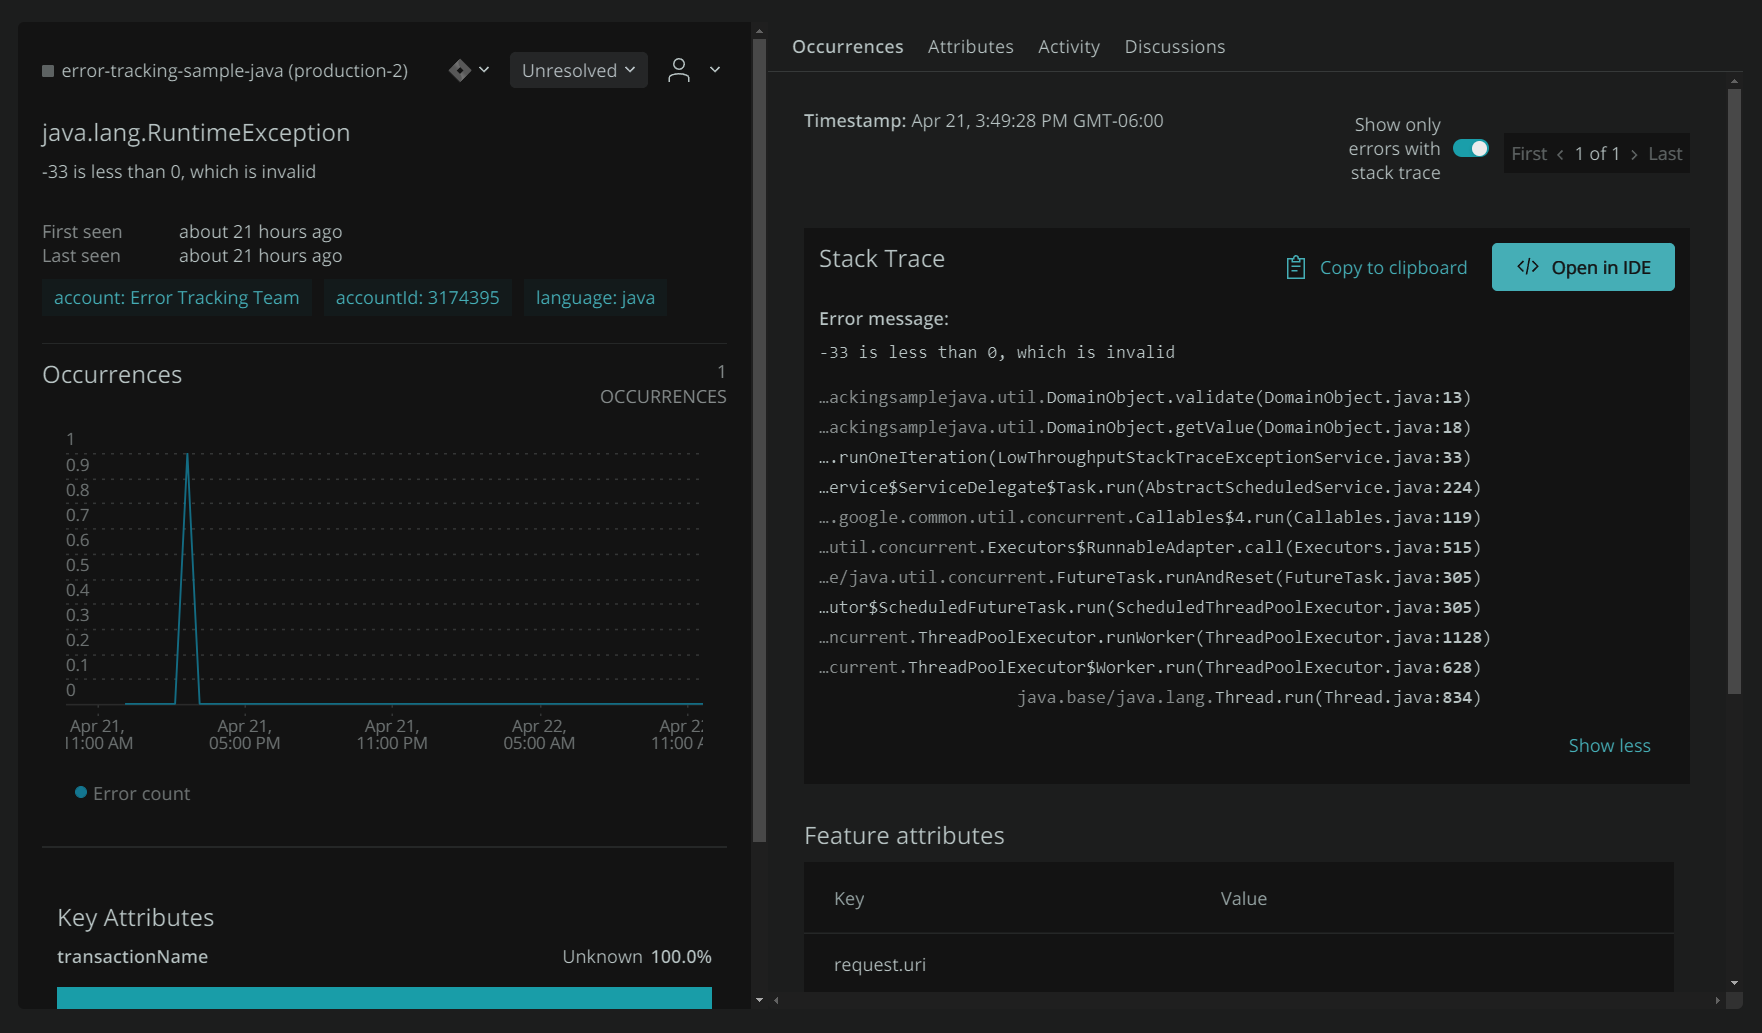 error-tracking-sample-java (production-2)
Unresolved
java.lang.RuntimeException
-33 is less than 0, which is invalid
First seen about 21 hours ago
Last seen about 21 hours ago
account: Error Tracking Team accountId: 3174395 language: java
Occurrences 1
OCCURRENCES
1
0.9
0.8
0.7
0.6
0.5
0.4
0.3
0.2
0.1
0
Apr 21, Apr 21, Apr 21, Apr 22, Apr 2
11:00 AM 05:00 PM 11:00 PM 05:00 AM 11:00 A
Error count
Key Attributes
transactionName Unknown 100.0%
Occurrences Attributes Activity Discussions
Timestamp: Apr 21, 3:49:28 PM GMT-06:00
Show only
errors with
stack trace
First < 1 of 1 > Last
Stack Trace
Copy to clipboard
</> Open in IDE
Error message:
-33 is less than 0, which is invalid
…ackingsamplejava.util.DomainObject.validate(DomainObject.java:13)
…ackingsamplejava.util.DomainObject.getValue(DomainObject.java:18)
….runOneIteration(LowThroughputStackTraceExceptionService.java:33)
…ervice$ServiceDelegate$Task.run(AbstractScheduledService.java:224)
….google.common.util.concurrent.Callables$4.run(Callables.java:119)
…util.concurrent.Executors$RunnableAdapter.call(Executors.java:515)
…e/java.util.concurrent.FutureTask.runAndReset(FutureTask.java:305)
…utor$ScheduledFutureTask.run(ScheduledThreadPoolExecutor.java:305)
…ncurrent.ThreadPoolExecutor.runWorker(ThreadPoolExecutor.java:1128)
…current.ThreadPoolExecutor$Worker.run(ThreadPoolExecutor.java:628)
java.base/java.lang.Thread.run(Thread.java:834)
Show less
Feature attributes
Key Value
request.uri